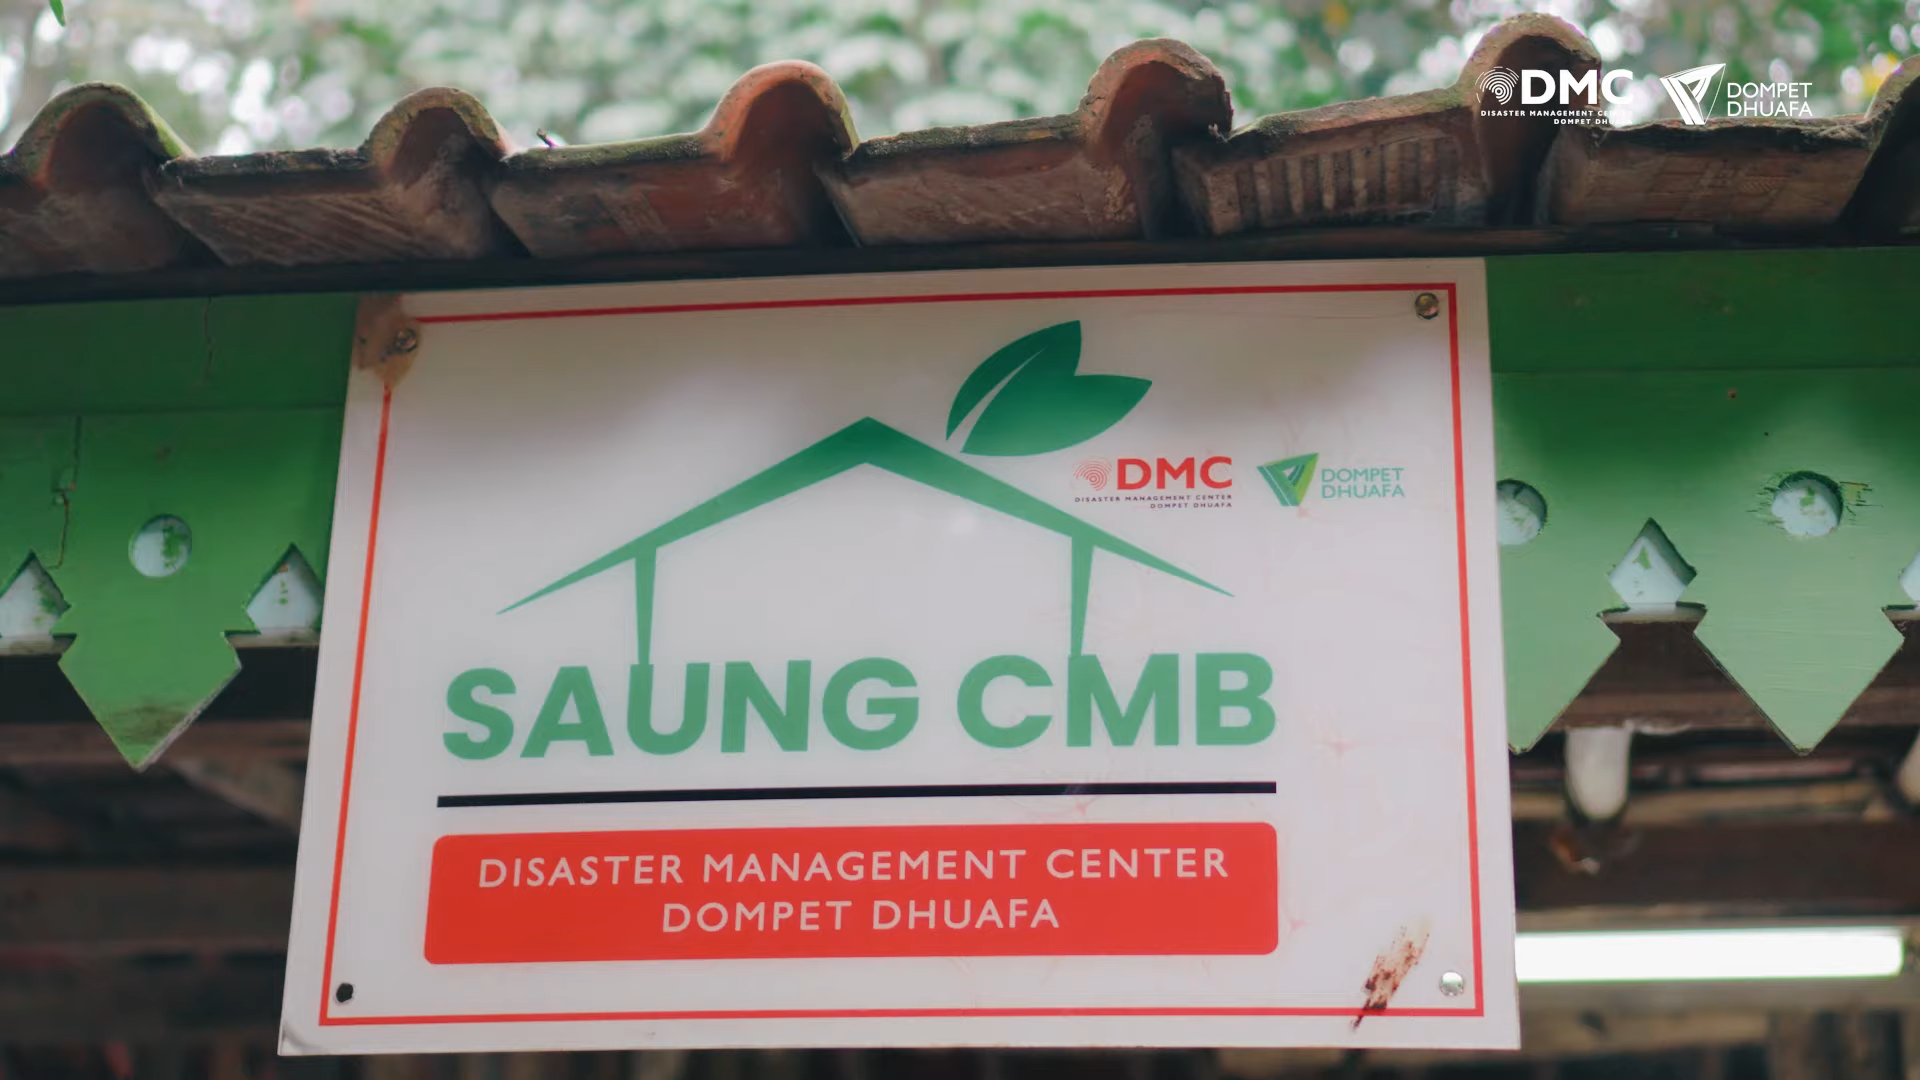 DMC
DISASTER MANAGEMENT CENTER
DOMPET DHUAFA
DOMPET
DHUAFA
DMC
DISASTER MANAGEMENT CENTER
DOMPET DHUAFA
DOMPET
DHUAFA
SAUNG CMB
DISASTER MANAGEMENT CENTER
DOMPET DHUAFA